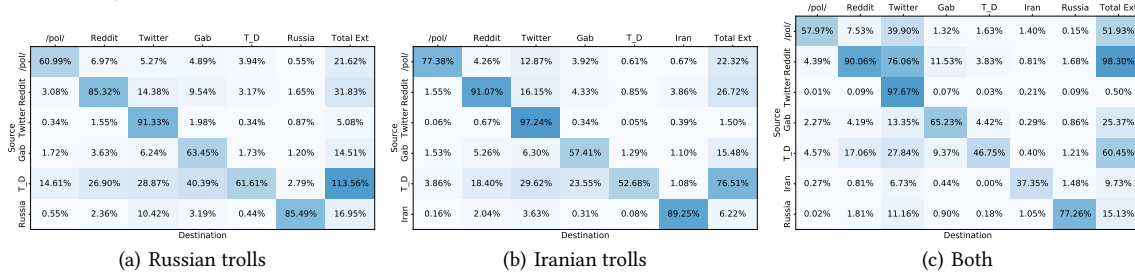 /pol/ Reddit Twitter Gab T_D Russia Total Ext
/pol/ 60.99% 6.97% 5.27% 4.89% 3.94% 0.55% 21.62%
Reddit 3.08% 85.32% 14.38% 9.54% 3.17% 1.65% 31.83%
Twitter 0.34% 1.55% 91.33% 1.98% 0.34% 0.87% 5.08%
Gab 1.72% 3.63% 6.24% 63.45% 1.73% 1.20% 14.51%
T_D 14.61% 26.90% 28.87% 40.39% 61.61% 2.79% 113.56%
Russia 0.55% 2.36% 10.42% 3.19% 0.44% 85.49% 16.95%
Source
Destination
(a) Russian trolls
/pol/ Reddit Twitter Gab T_D Iran Total Ext
/pol/ 77.38% 4.26% 12.87% 3.92% 0.61% 0.67% 22.32%
Reddit 1.55% 91.07% 16.15% 4.33% 0.85% 3.86% 26.72%
Twitter 0.06% 0.67% 97.24% 0.34% 0.05% 0.39% 1.50%
Gab 1.53% 5.26% 6.30% 57.41% 1.29% 1.10% 15.48%
T_D 3.86% 18.40% 29.62% 23.55% 52.68% 1.08% 76.51%
Iran 0.16% 2.04% 3.63% 0.31% 0.08% 89.25% 6.22%
Source
Destination
(b) Iranian trolls
/pol/ Reddit Twitter Gab T_D Iran Russia Total Ext
/pol/ 57.97% 7.53% 39.90% 1.32% 1.63% 1.40% 0.15% 51.93%
Reddit 4.39% 90.06% 76.06% 11.53% 3.83% 0.81% 1.68% 98.30%
Twitter 0.01% 0.09% 97.67% 0.07% 0.03% 0.21% 0.09% 0.50%
Gab 2.27% 4.19% 13.35% 65.23% 4.42% 0.29% 0.86% 25.37%
T_D 4.57% 17.06% 27.84% 9.37% 46.75% 0.40% 1.21% 60.45%
Iran 0.27% 0.81% 6.73% 0.44% 0.00% 37.35% 1.48% 9.73%
Russia 0.02% 1.81% 11.16% 0.90% 0.18% 1.05% 77.26% 15.13%
Source
Destination
(c) Both